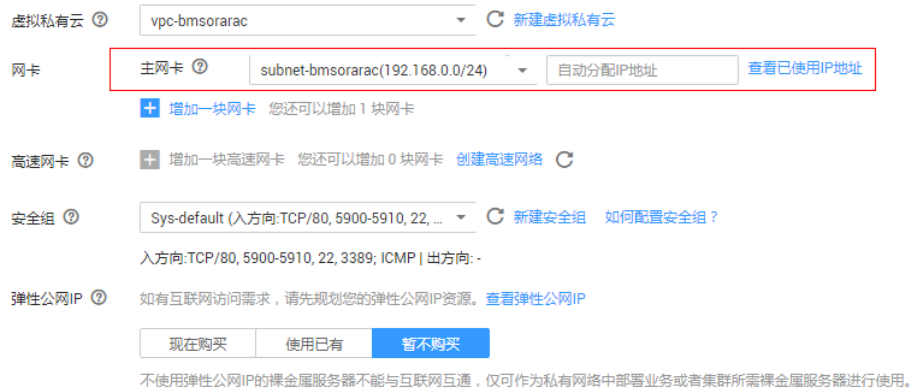 虚拟私有云 ? vpc-bmsorarac 新建虚拟私有云
网卡 主网卡 ? subnet-bmsorarac(192.168.0.0/24) 自动分配IP地址 查看已使用IP地址
增加一块网卡 您还可以增加 1 块网卡
高速网卡 ? 增加一块高速网卡 您还可以增加 0 块网卡 创建高速网络
安全组 ? Sys-default (入方向:TCP/80, 5900-5910, 22, ... 新建安全组 如何配置安全组？
入方向:TCP/80, 5900-5910, 22, 3389; ICMP | 出方向: -
弹性公网IP ? 如有互联网访问需求，请先规划您的弹性公网IP资源。查看弹性公网IP
现在购买 使用已有 暂不购买
不使用弹性公网IP的裸金属服务器不能与互联网互通，仅可作为私有网络中部署业务或者集群所需裸金属服务器进行使用。